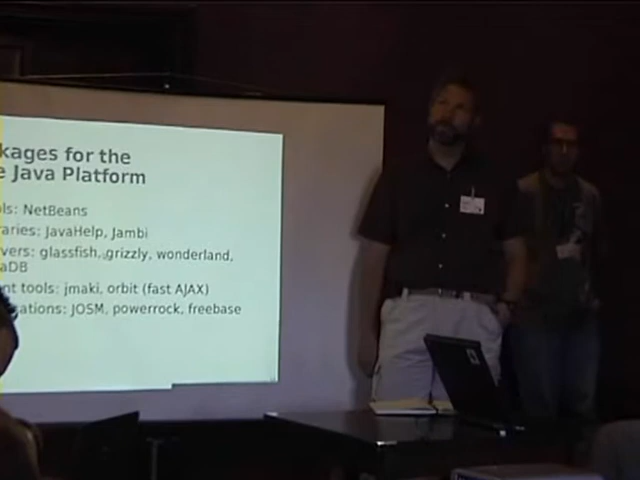 kages for the
e Java Platform
ls: NetBeans
raries: JavaHelp, Jambi
vers: glassfish, grizzly, wonderland,
aDB
nt tools: jmaki, orbit (fast AJAX)
ations: JOSM, powerrock, freebase